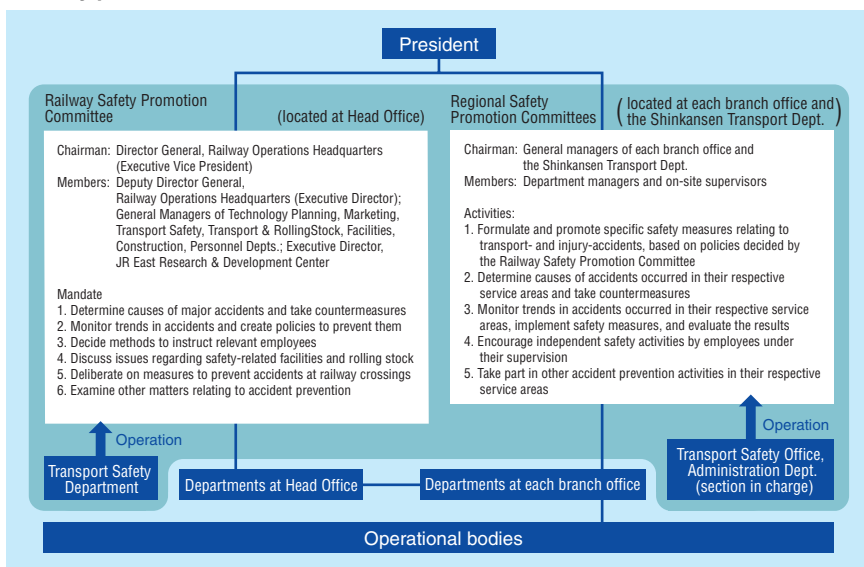 President
Railway Safety Promotion
Committee
(located at Head Office)
Chairman: Director General, Railway Operations Headquarters
(Executive Vice President)
Members: Deputy Director General,
Railway Operations Headquarters (Executive Director);
General Managers of Technology Planning, Marketing,
Transport Safety, Transport & RollingStock, Facilities,
Construction, Personnel Depts.; Executive Director,
JR East Research & Development Center
Mandate
1. Determine causes of major accidents and take countermeasures
2. Monitor trends in accidents and create policies to prevent them
3. Decide methods to instruct relevant employees
4. Discuss issues regarding safety-related facilities and rolling stock
5. Deliberate on measures to prevent accidents at railway crossings
6. Examine other matters relating to accident prevention
Operation
Transport Safety
Department
Regional Safety
Promotion Committees
(located at each branch office and
the Shinkansen Transport Dept.)
Chairman: General managers of each branch office and
the Shinkansen Transport Dept.
Members: Department managers and on-site supervisors
Activities:
1. Formulate and promote specific safety measures relating to
transport- and injury-accidents, based on policies decided by
the Railway Safety Promotion Committee
2. Determine causes of accidents occurred in their respective
service areas and take countermeasures
3. Monitor trends in accidents occurred in their respective service
areas, implement safety measures, and evaluate the results
4. Encourage independent safety activities by employees under
their supervision
5. Take part in other accident prevention activities in their respective
service areas
Operation
Transport Safety Office,
Administration Dept.
(section in charge)
Departments at Head Office
Departments at each branch office
Operational bodies